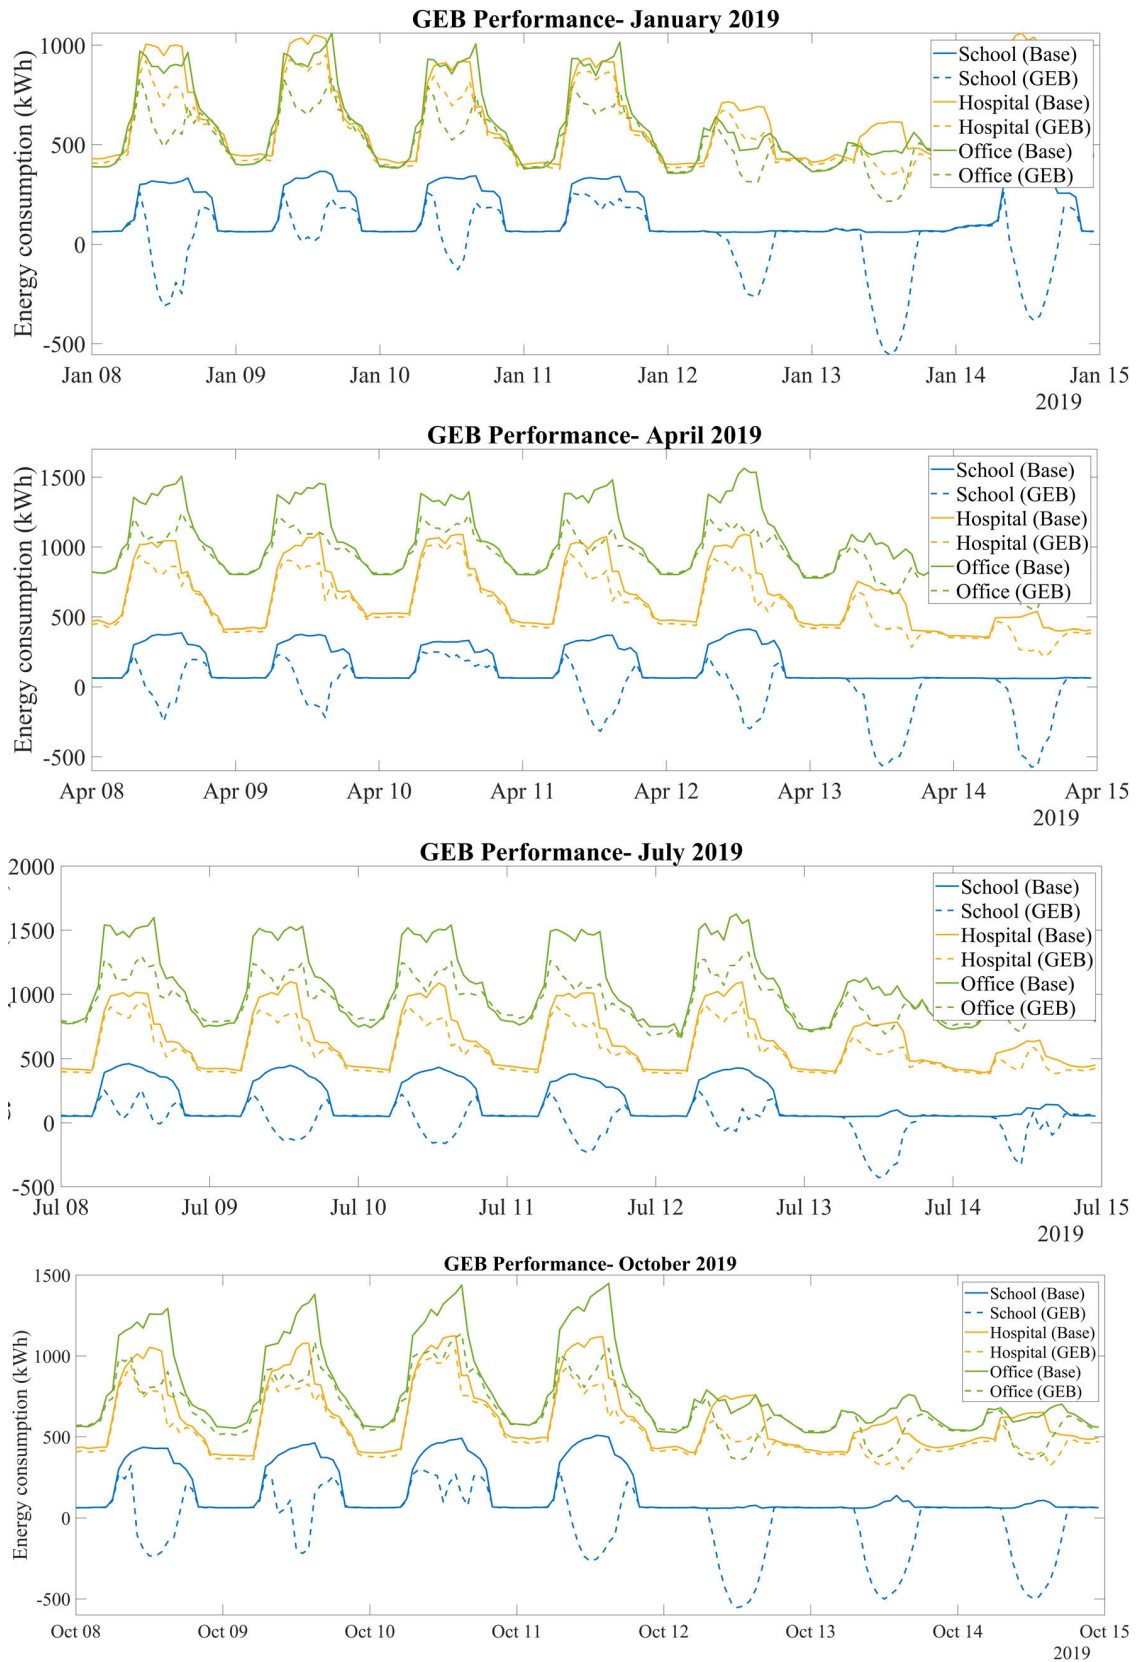 GEB Performance- January 2019
Energy consumption (kWh)
1000
500
0
-500
School (Base)
School (GEB)
Hospital (Base)
Hospital (GEB)
Office (Base)
Office (GEB)
Jan 08 Jan 09 Jan 10 Jan 11 Jan 12 Jan 13 Jan 14 Jan 15
2019
GEB Performance- April 2019
Energy consumption (kWh)
1500
1000
500
0
-500
School (Base)
School (GEB)
Hospital (Base)
Hospital (GEB)
Office (Base)
Office (GEB)
Apr 08 Apr 09 Apr 10 Apr 11 Apr 12 Apr 13 Apr 14 Apr 15
2019
GEB Performance- July 2019
2000
1500
1000
500
0
-500
School (Base)
School (GEB)
Hospital (Base)
Hospital (GEB)
Office (Base)
Office (GEB)
Jul 08 Jul 09 Jul 10 Jul 11 Jul 12 Jul 13 Jul 14 Jul 15
2019
GEB Performance- October 2019
Energy consumption (kWh)
1500
1000
500
0
-500
School (Base)
School (GEB)
Hospital (Base)
Hospital (GEB)
Office (Base)
Office (GEB)
Oct 08 Oct 09 Oct 10 Oct 11 Oct 12 Oct 13 Oct 14 Oct 15
2019